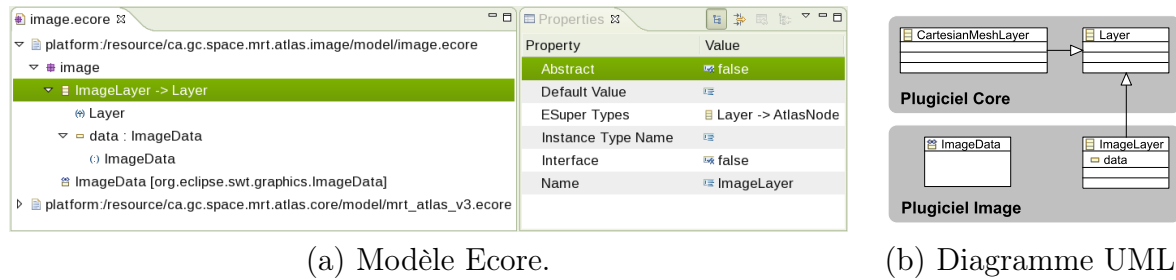 image.ecore
platform:/resource/ca.gc.space.mrt.atlas.image/model/image.ecore
image
ImageLayer -> Layer
Layer
data : ImageData
ImageData
ImageData [org.eclipse.swt.graphics.ImageData]
platform:/resource/ca.gc.space.mrt.atlas.core/model/mrt_atlas_v3.ecore
Properties
Property Value
Abstract false
Default Value
ESuper Types Layer -> AtlasNode
Instance Type Name
Interface false
Name ImageLayer
(a) Modèle Ecore.
CartesianMeshLayer
Layer
Plugiciel Core
ImageData
ImageLayer
data
Plugiciel Image
(b) Diagramme UML